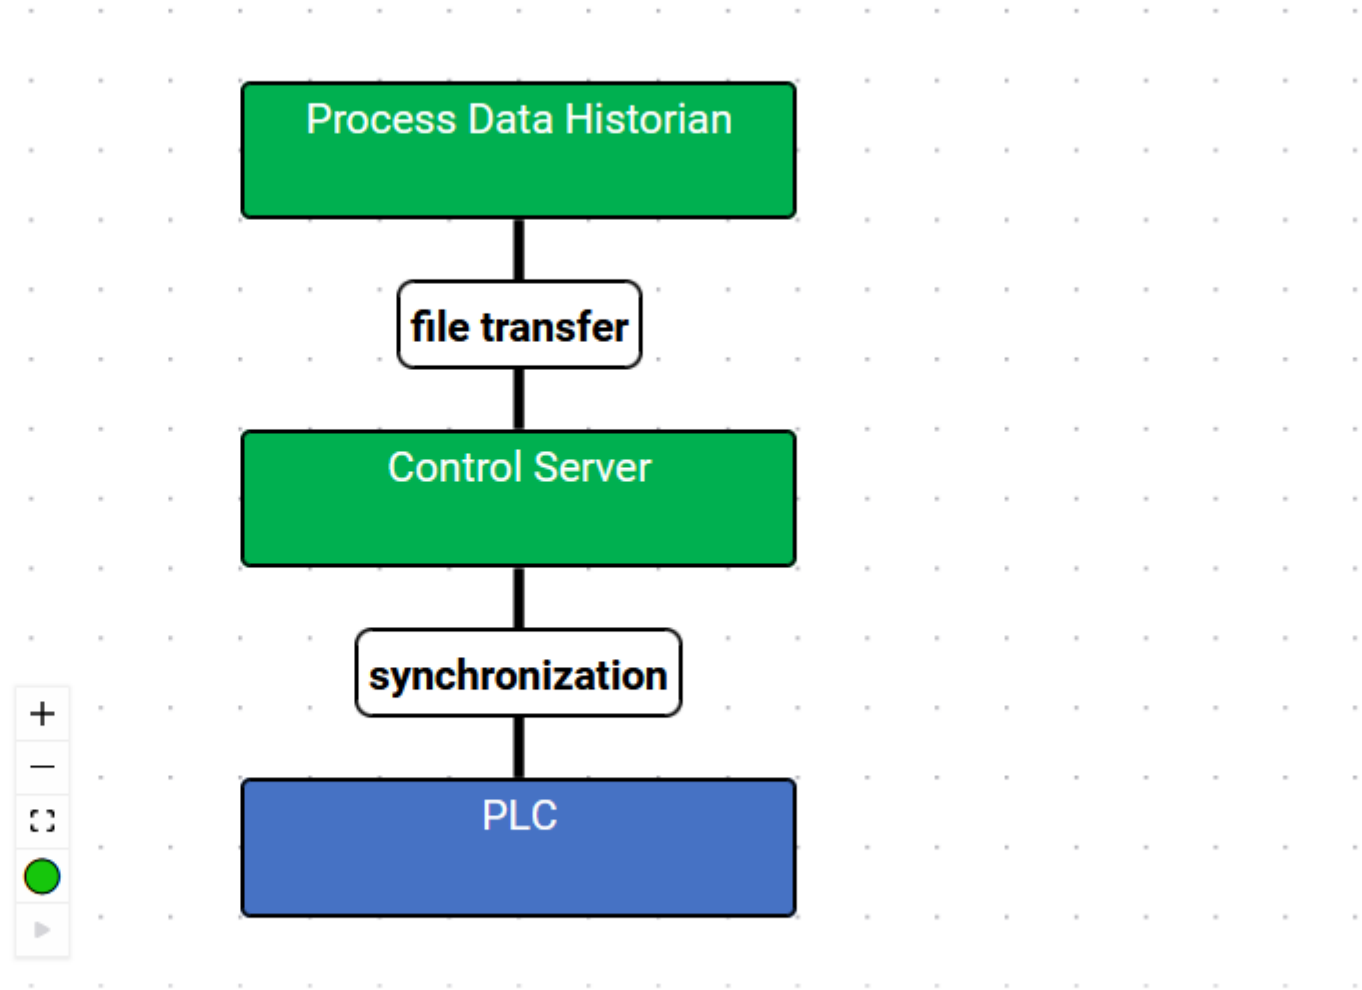 Process Data Historian
file transfer
Control Server
synchronization
PLC